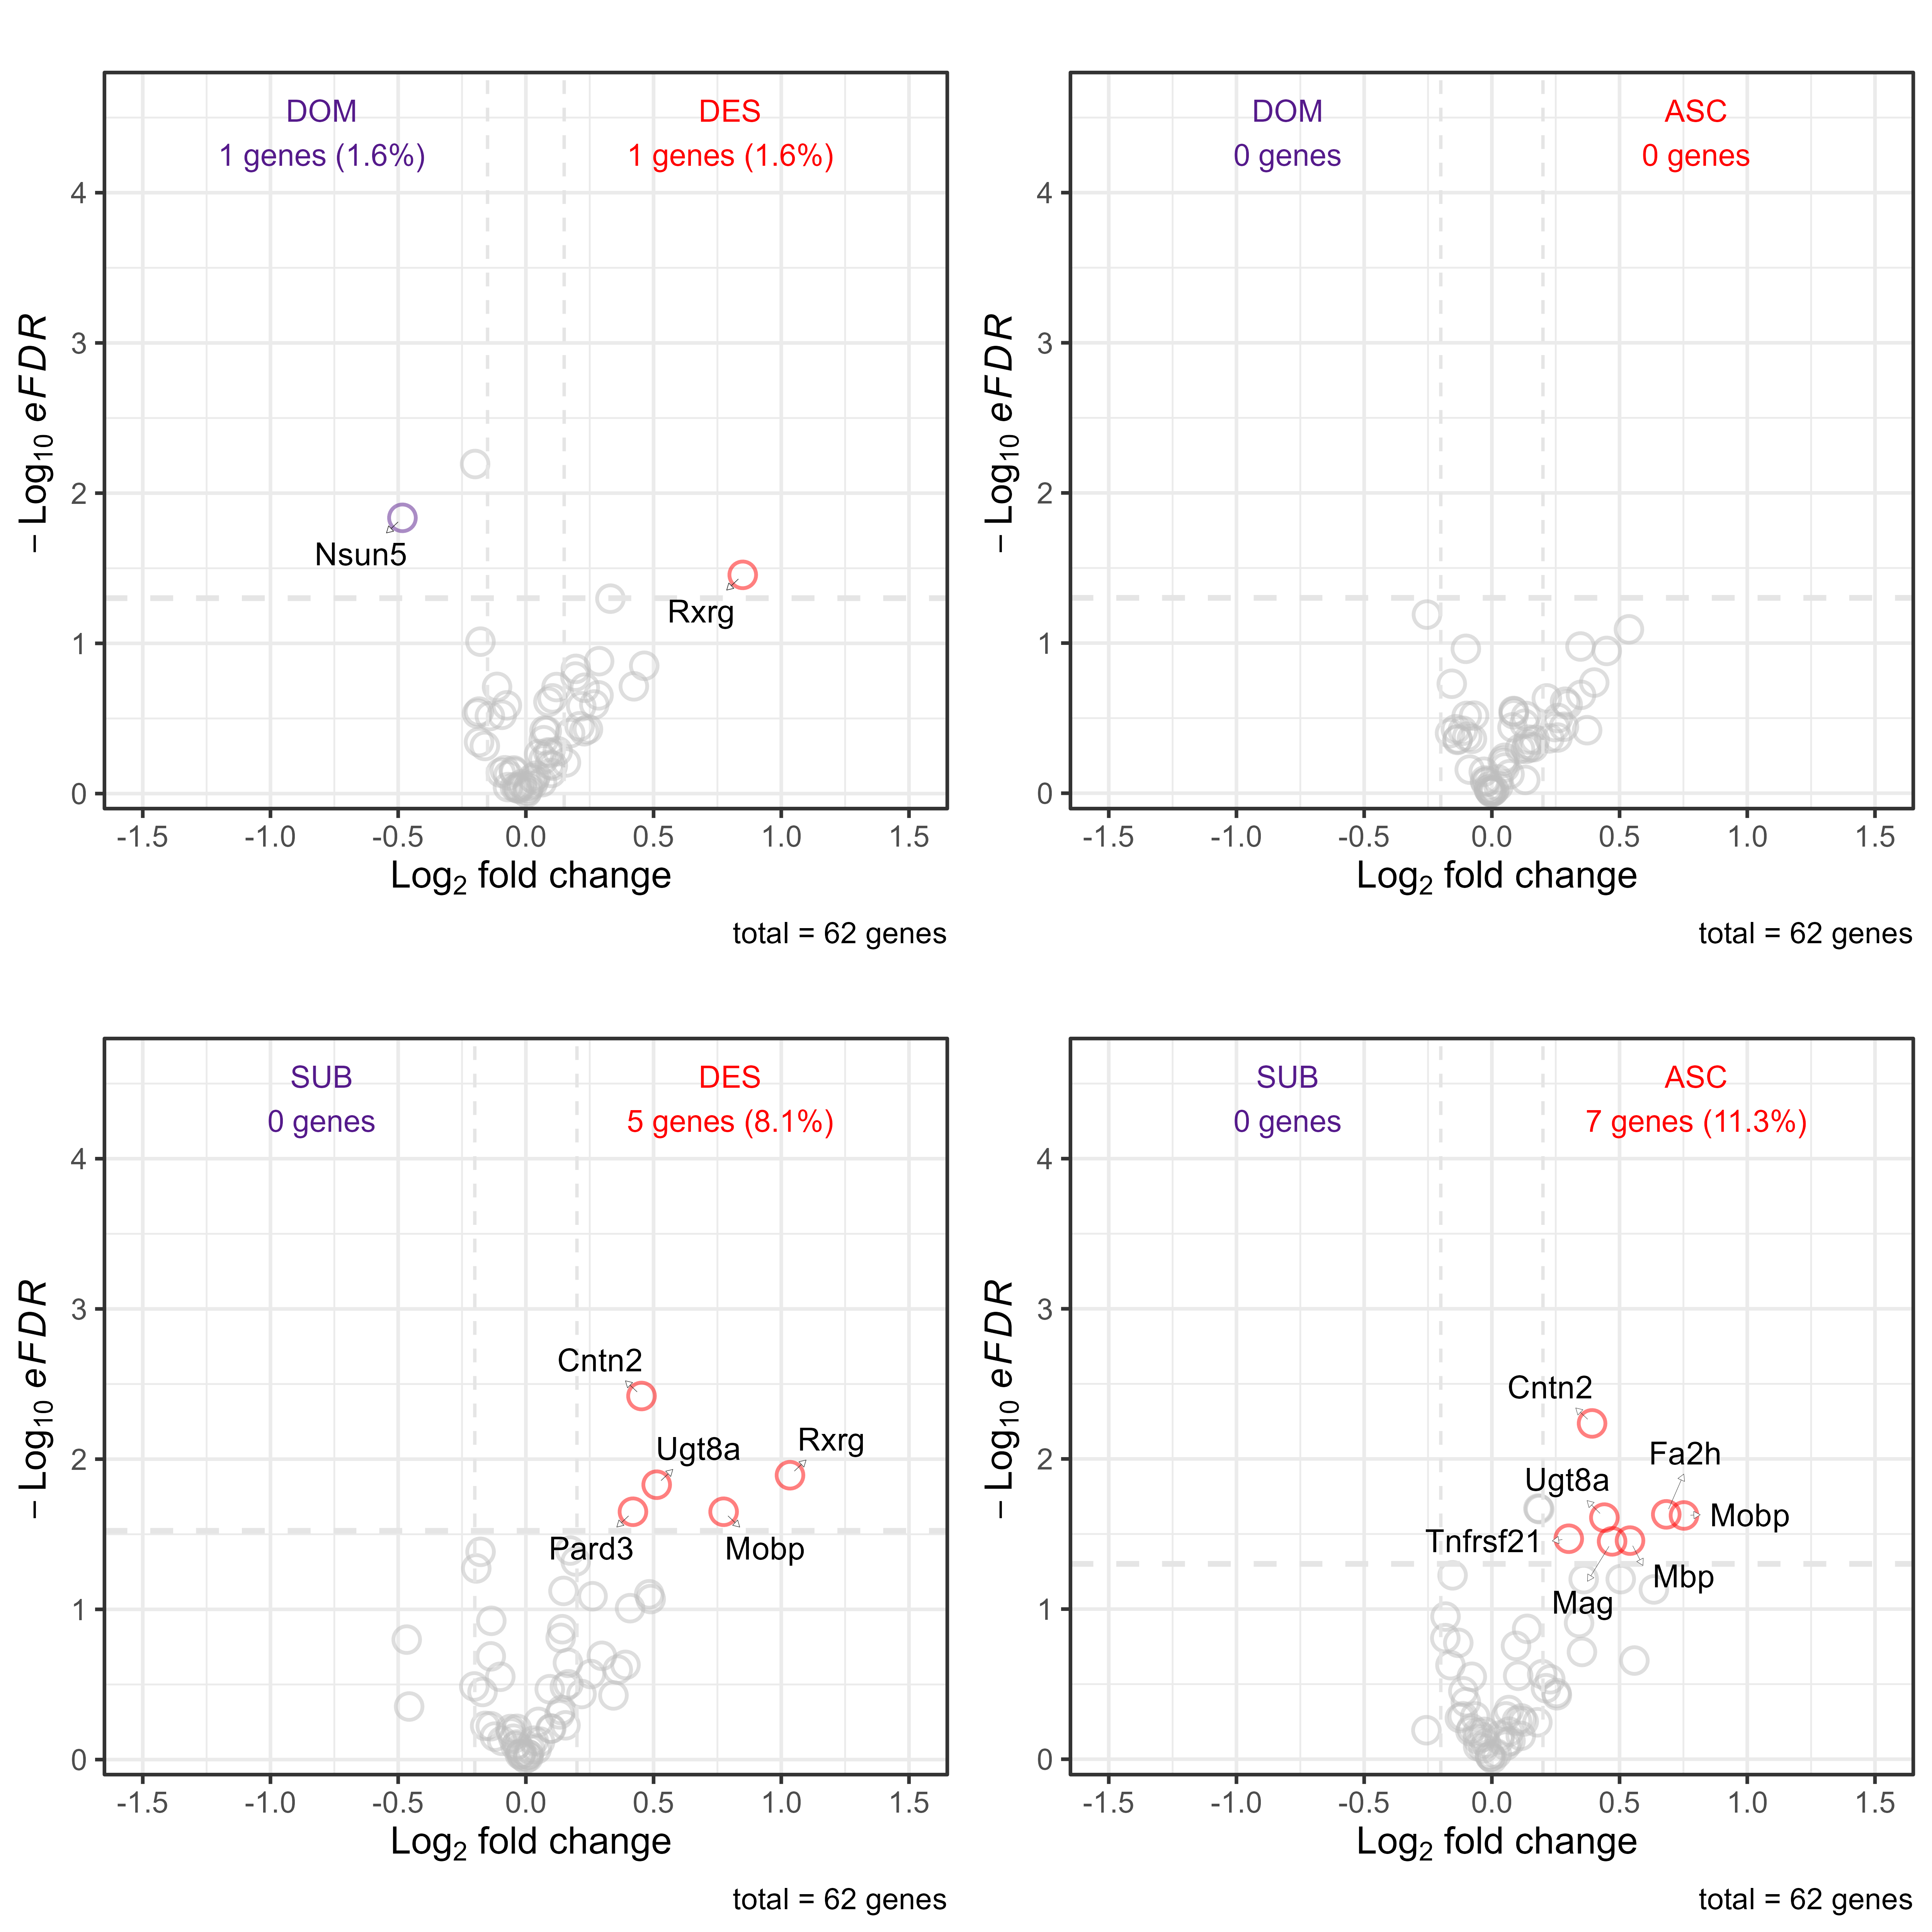 DOM DES
1 genes (1.6%) 1 genes (1.6%)
4
3
2
1
0
− Log10 eFDR
Nsun5
Rxrg
-1.5 -1.0 -0.5 0.0 0.5 1.0 1.5
Log2 fold change
total = 62 genes
DOM ASC
0 genes 0 genes
4
3
2
1
0
− Log10 eFDR
-1.5 -1.0 -0.5 0.0 0.5 1.0 1.5
Log2 fold change
total = 62 genes
SUB DES
0 genes 5 genes (8.1%)
4
3
2
1
0
− Log10 eFDR
Cntn2
Rxrg
Ugt8a
Pard3 Mobp
-1.5 -1.0 -0.5 0.0 0.5 1.0 1.5
Log2 fold change
total = 62 genes
SUB ASC
0 genes 7 genes (11.3%)
4
3
2
1
0
− Log10 eFDR
Cntn2
Fa2h
Ugt8a
Mobp
Tnfrsf21
Mbp
Mag
-1.5 -1.0 -0.5 0.0 0.5 1.0 1.5
Log2 fold change
total = 62 genes